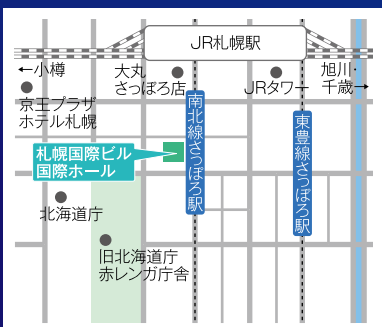 JR札幌駅
←小樽
大丸
さっぽろ店
JRタワー
旭川・
千歳→
京王プラザ
ホテル札幌
南北線さっぽろ駅
東豊線さっぽろ駅
札幌国際ビル
国際ホール
北海道庁
旧北海道庁
赤レンガ庁舎